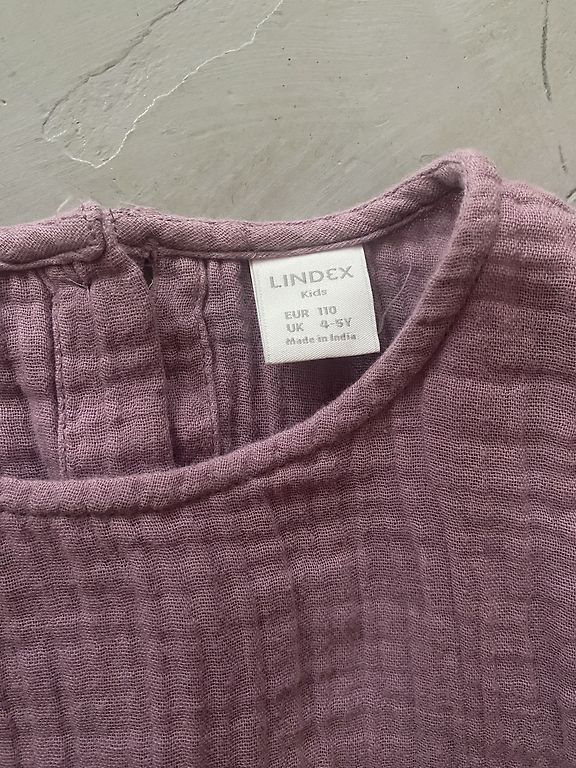 LINDEX
Kids
EUR 110
UK 4-5Y
Made in India